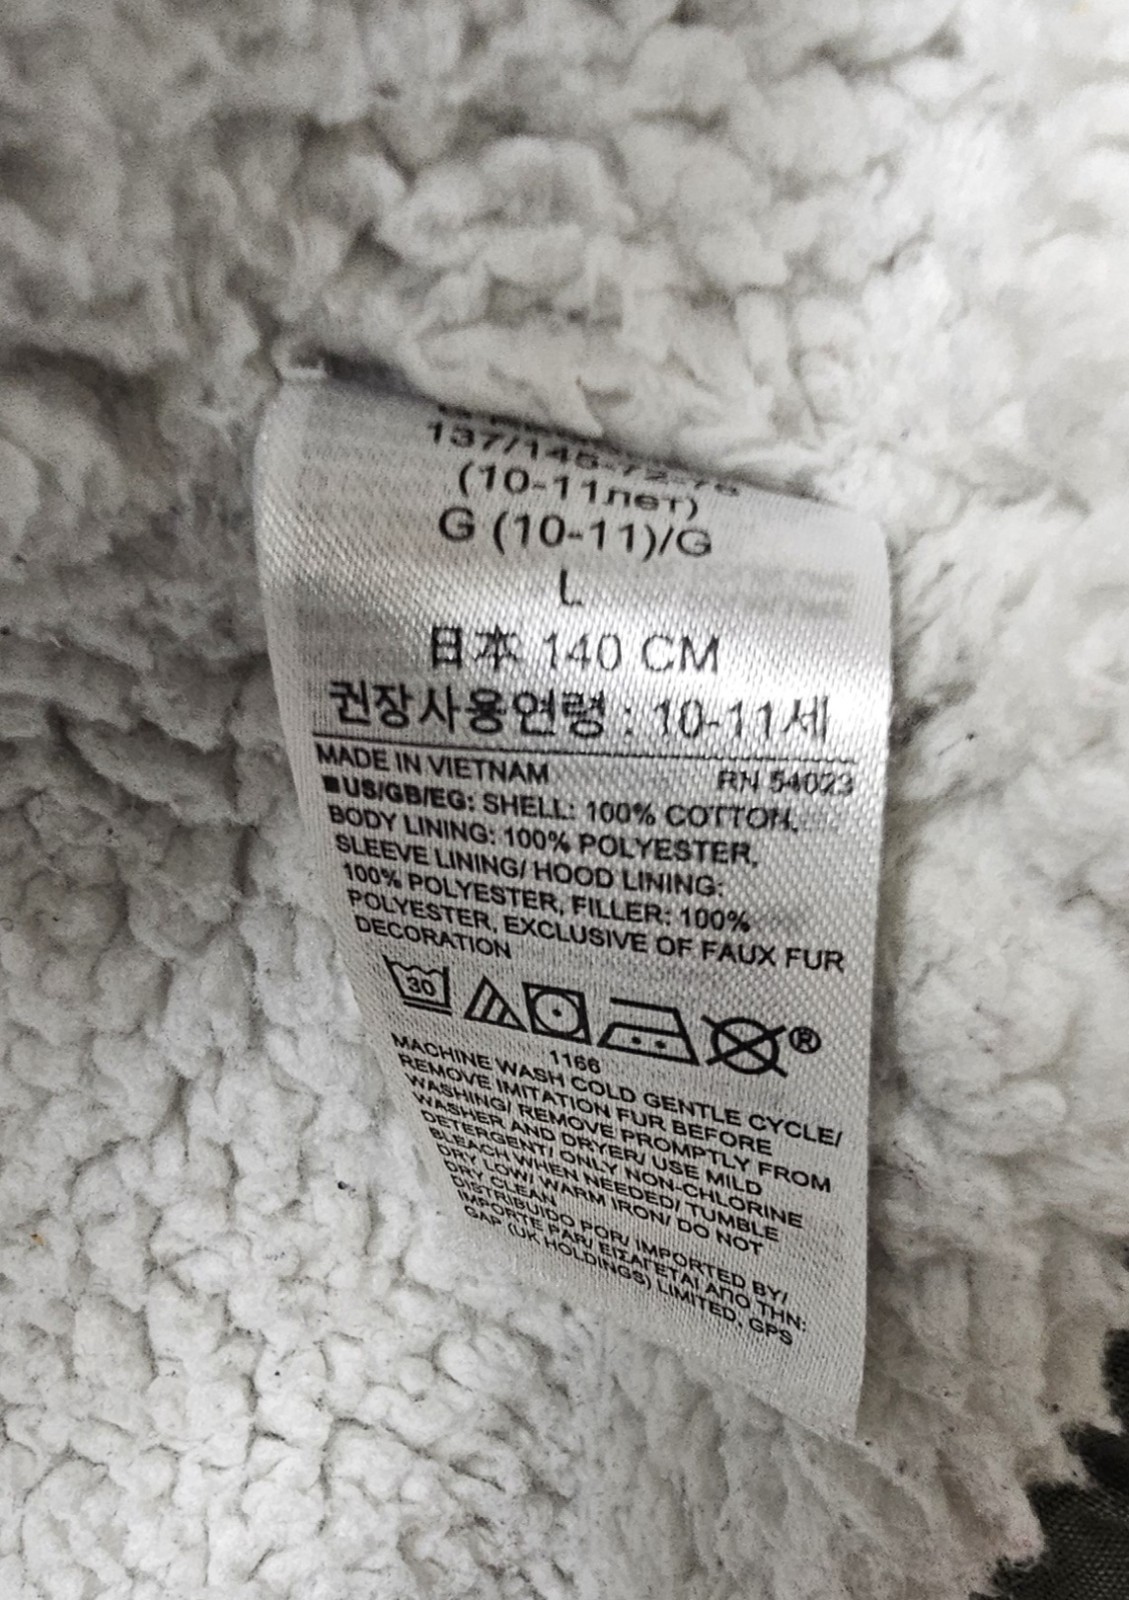 137/145-72-76
(10-11лет)
G (10-11)/G
L
日本 140 CM
권장사용연령 : 10-11세
MADE IN VIETNAM RN 54023
■US/GB/EG: SHELL: 100% COTTON,
BODY LINING: 100% POLYESTER,
SLEEVE LINING/ HOOD LINING:
100% POLYESTER, FILLER: 100%
POLYESTER, EXCLUSIVE OF FAUX FUR
DECORATION
30 ®
1166
MACHINE WASH COLD GENTLE CYCLE/
REMOVE IMITATION FUR BEFORE
WASHING/ REMOVE PROMPTLY FROM
WASHER AND DRYER/ USE MILD
DETERGENT/ ONLY NON-CHLORINE
BLEACH WHEN NEEDED/ TUMBLE
DRY LOW/ WARM IRON/ DO NOT
DRY CLEAN
DISTRIBUIDO POR/ IMPORTED BY/
IMPORTE PAR/ ΕΙΣΑΓΕΤΑΙ ΑΠΟ ΤΗΝ:
GAP (UK HOLDINGS) LIMITED, GPS